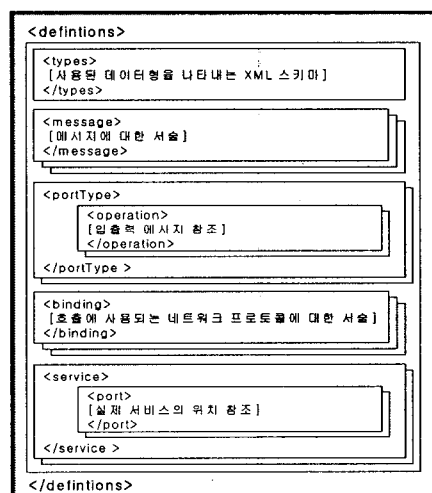 <defintions>
<types>
[사용된 데이터형을 나타내는 XML 스키마]
</types>
<message>
[메시지에 대한 서술]
</message>
<portType>
<operation>
[입출력 메시지 참조]
</operation>
</portType >
<binding>
[호출에 사용되는 네트워크 프로토콜에 대한 서술]
</binding>
<service>
<port>
[실제 서비스의 위치 참조]
</port>
</service >
</defintions>